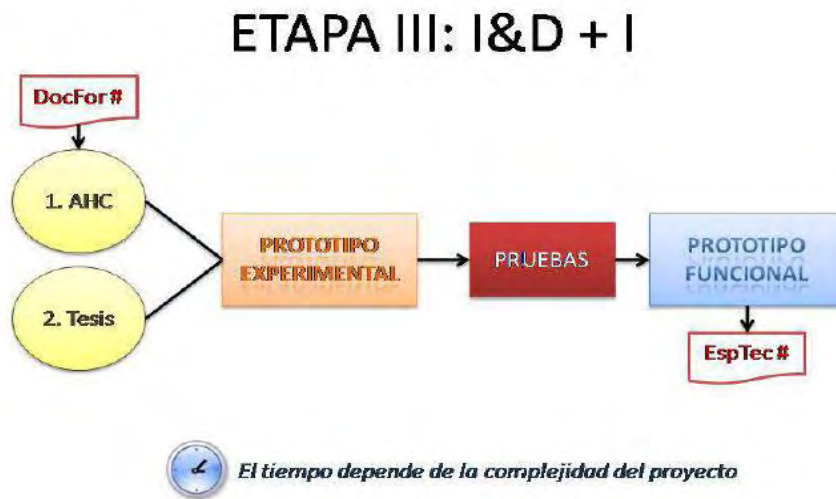 ETAPA III: I&D + I
DocFor #
1. AHC
2. Tesis
PROTOTIPO
EXPERIMENTAL
PRUEBAS
PROTOTIPO
FUNCIONAL
EspTec #
El tiempo depende de la complejidad del proyecto